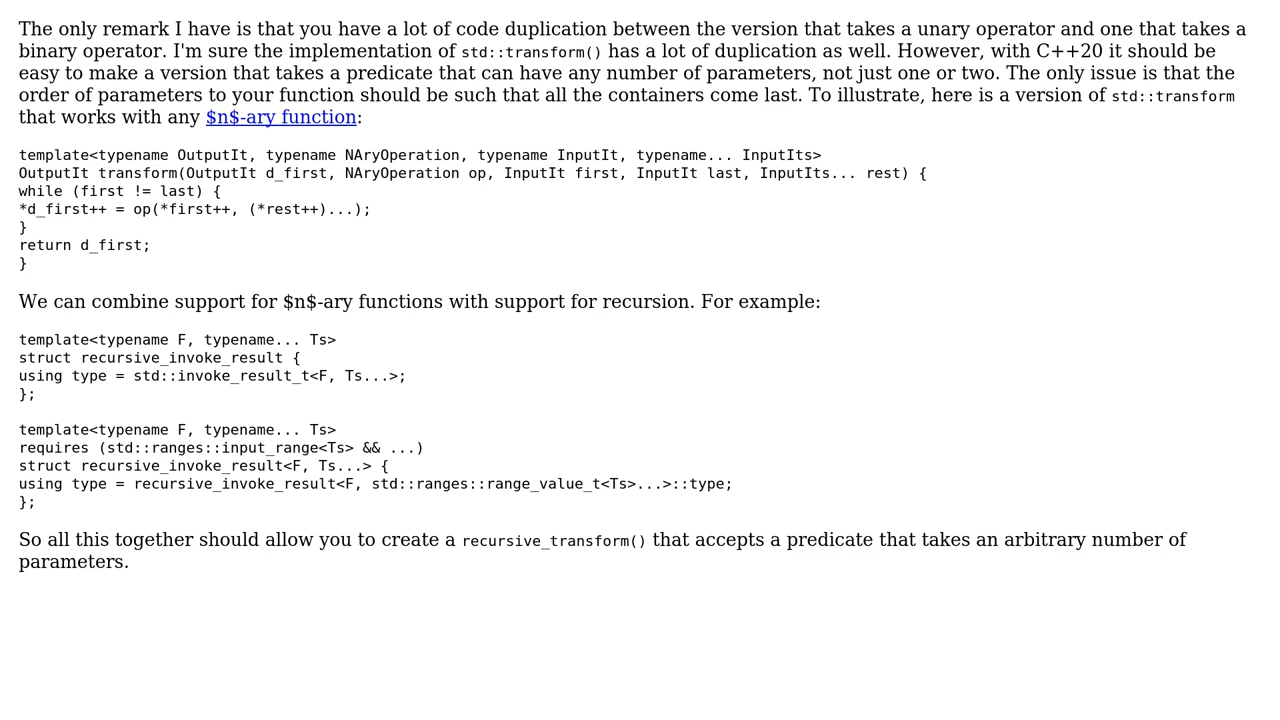 The only remark I have is that you have a lot of code duplication between the version that takes a unary operator and one that takes a
binary operator. I'm sure the implementation of std::transform() has a lot of duplication as well. However, with C++20 it should be
easy to make a version that takes a predicate that can have any number of parameters, not just one or two. The only issue is that the
order of parameters to your function should be such that all the containers come last. To illustrate, here is a version of std::transform
that works with any $n$-ary function:
template<typename OutputIt, typename NAryOperation, typename InputIt, typename... InputIts>
OutputIt transform(OutputIt d_first, NAryOperation op, InputIt first, InputIt last, InputIts... rest) {
while (first != last) {
*d_first++ = op(*first++, (*rest++)...);
}
return d_first;
}
We can combine support for $n$-ary functions with support for recursion. For example:
template<typename F, typename... Ts>
struct recursive_invoke_result {
using type = std::invoke_result_t<F, Ts...>;
};
template<typename F, typename... Ts>
requires (std::ranges::input_range<Ts> && ...)
struct recursive_invoke_result<F, Ts...> {
using type = recursive_invoke_result<F, std::ranges::range_value_t<Ts>...>::type;
};
So all this together should allow you to create a recursive_transform() that accepts a predicate that takes an arbitrary number of
parameters.